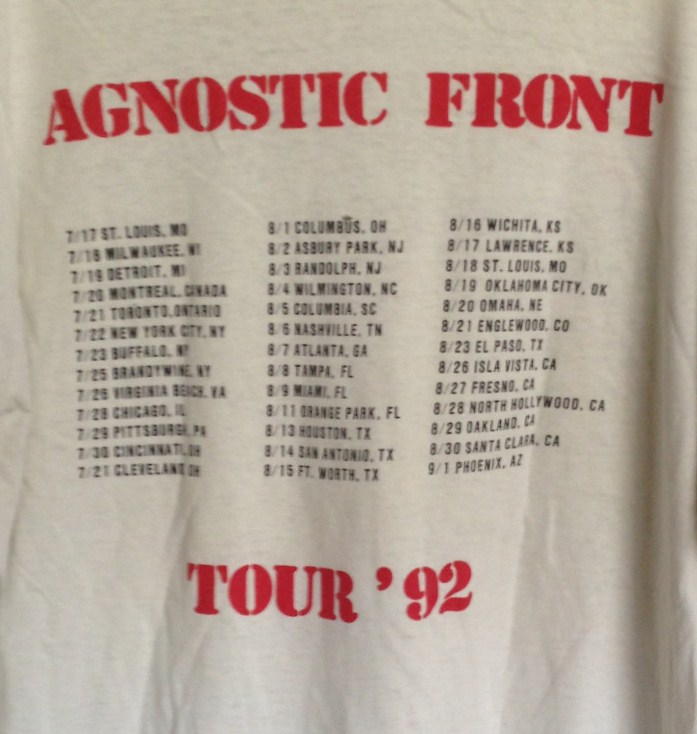 AGNOSTIC FRONT
7/17 ST. LOUIS, MO
7/18 MILWAUKEE, WI
7/19 DETROIT, MI
7/20 MONTREAL, CANADA
7/21 TORONTO, ONTARIO
7/22 NEW YORK CITY, NY
7/23 BUFFALO, NY
7/25 BRANDYWINE, NY
7/26 VIRGINIA BEACH, VA
7/28 CHICAGO, IL
7/29 PITTSBURGH, PA
7/30 CINCINNATI, OH
7/21 CLEVELAND OH
8/1 COLUMBUS, OH
8/2 ASBURY PARK, NJ
8/3 RANDOLPH, NJ
8/4 WILMINGTON, NC
8/5 COLUMBIA, SC
8/6 NASHVILLE, TN
8/7 ATLANTA, GA
8/8 TAMPA, FL
8/9 MIAMI, FL
8/11 ORANGE PARK, FL
8/13 HOUSTON, TX
8/14 SAN ANTONIO, TX
8/15 FT. WORTH, TX
8/16 WICHITA, KS
8/17 LAWRENCE, KS
8/18 ST. LOUIS, MO
8/19 OKLAHOMA CITY, OK
8/20 OMAHA, NE
8/21 ENGLEWOOD, CO
8/23 EL PASO, TX
8/26 ISLA VISTA, CA
8/27 FRESNO, CA
8/28 NORTH HOLLYWOOD, CA
8/29 OAKLAND, CA
8/30 SANTA CLARA, CA
9/1 PHOENIX, AZ
TOUR '92